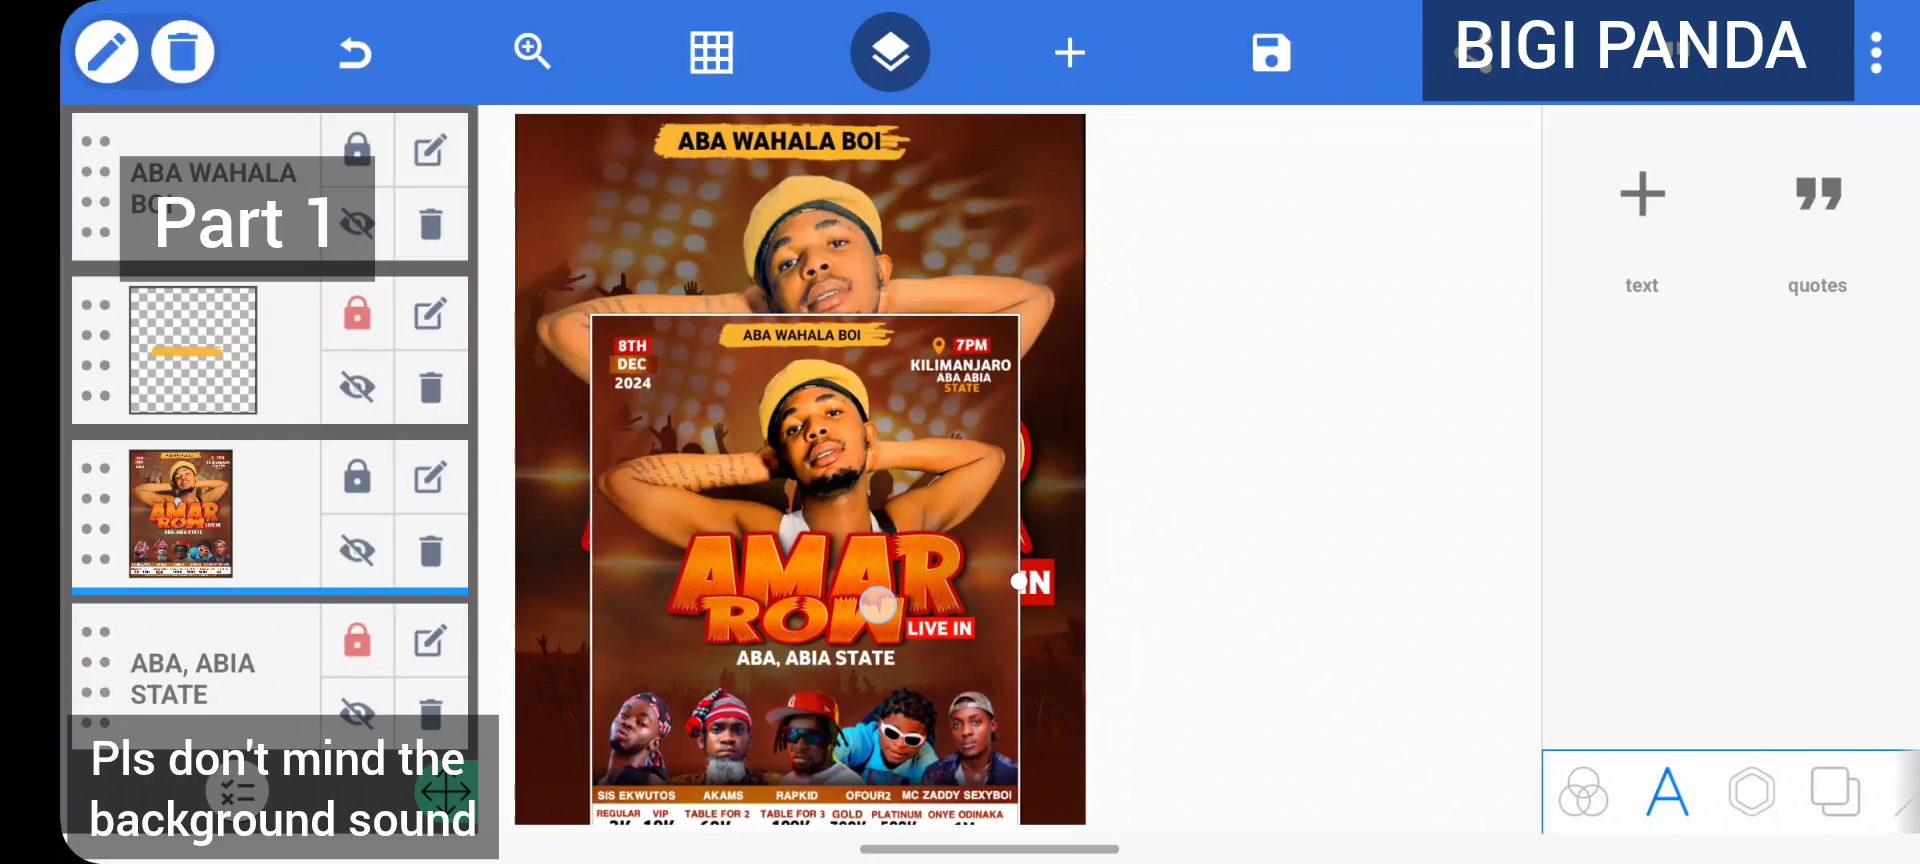 BIGI PANDA
ABA WAHALA
BOI
Part 1
ABA, ABIA
STATE
Pls don't mind the
background sound
ABA WAHALA BOI
IN
ABA WAHALA BOI
8TH
DEC
2024
7PM
KILIMANJARO
ABA ABIA
STATE
AMAR
ROW
LIVE IN
ABA, ABIA STATE
SIS EKWUTOS AKAMS RAPKID OFOUR2 MC ZADDY SEXYBOI
REGULAR VIP TABLE FOR 2 TABLE FOR 3 GOLD PLATINUM ONYE ODINAKA
text
quotes